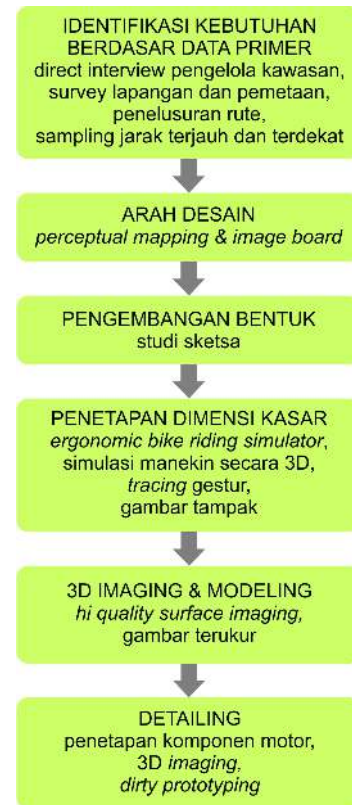 IDENTIFIKASI KEBUTUHAN
BERDASAR DATA PRIMER
direct interview pengelola kawasan,
survey lapangan dan pemetaan,
penelusuran rute,
sampling jarak terjauh dan terdekat
ARAH DESAIN
perceptual mapping & image board
PENGEMBANGAN BENTUK
studi sketsa
PENETAPAN DIMENSI KASAR
ergonomic bike riding simulator,
simulasi manekin secara 3D,
tracing gestur,
gambar tampak
3D IMAGING & MODELING
hi quality surface imaging,
gambar terukur
DETAILING
penetapan komponen motor,
3D imaging,
dirty prototyping